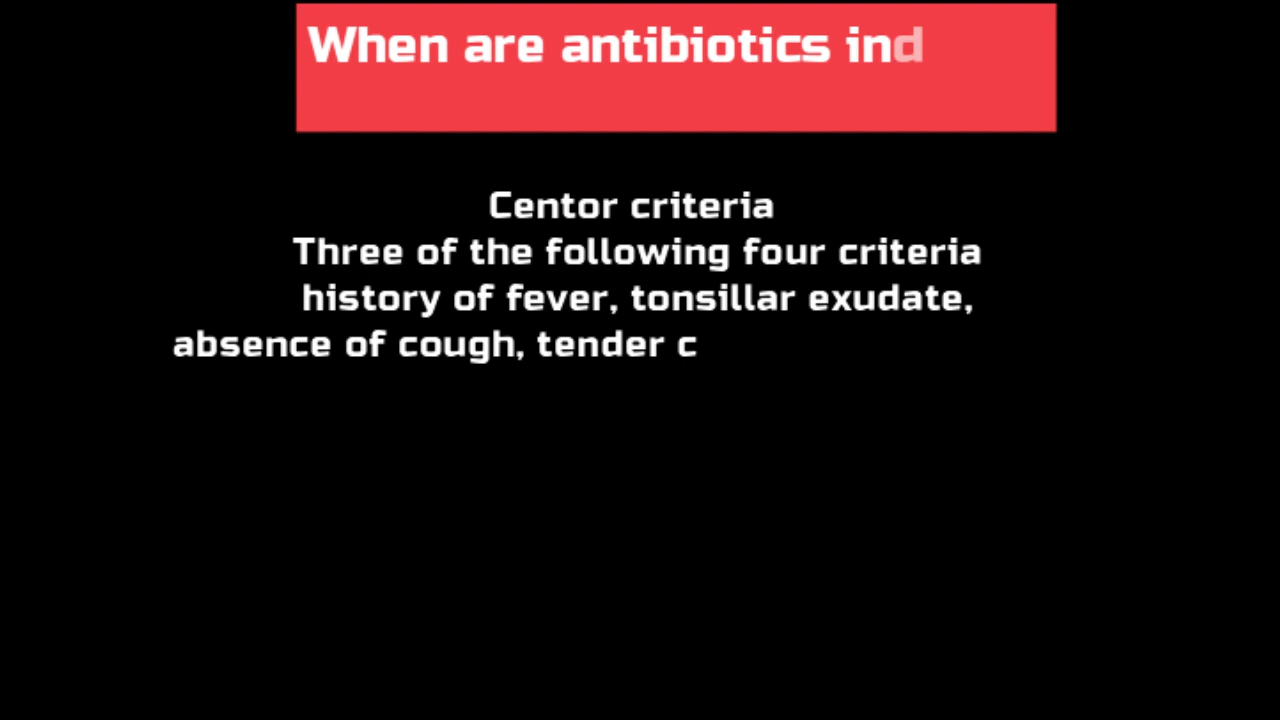 When are antibiotics ind
Centor criteria
Three of the following four criteria
history of fever, tonsillar exudate,
absence of cough, tender c